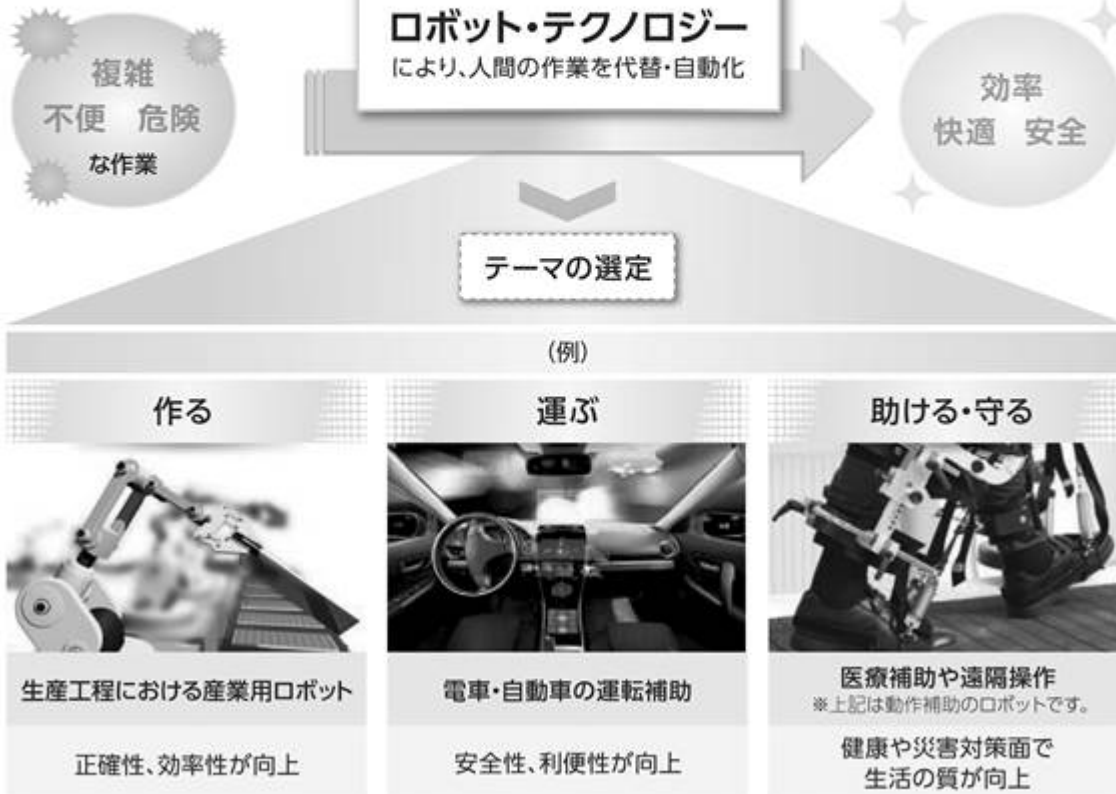 ロボット・テクノロジー
により、人間の作業を代替・自動化
複雑
不便 危険
な作業
効率
快適 安全
テーマの選定
(例)
作る
運ぶ
助ける・守る
生産工程における産業用ロボット
電車・自動車の運転補助
医療補助や遠隔操作
※上記は動作補助のロボットです。
正確性、効率性が向上
安全性、利便性が向上
健康や災害対策面で
生活の質が向上